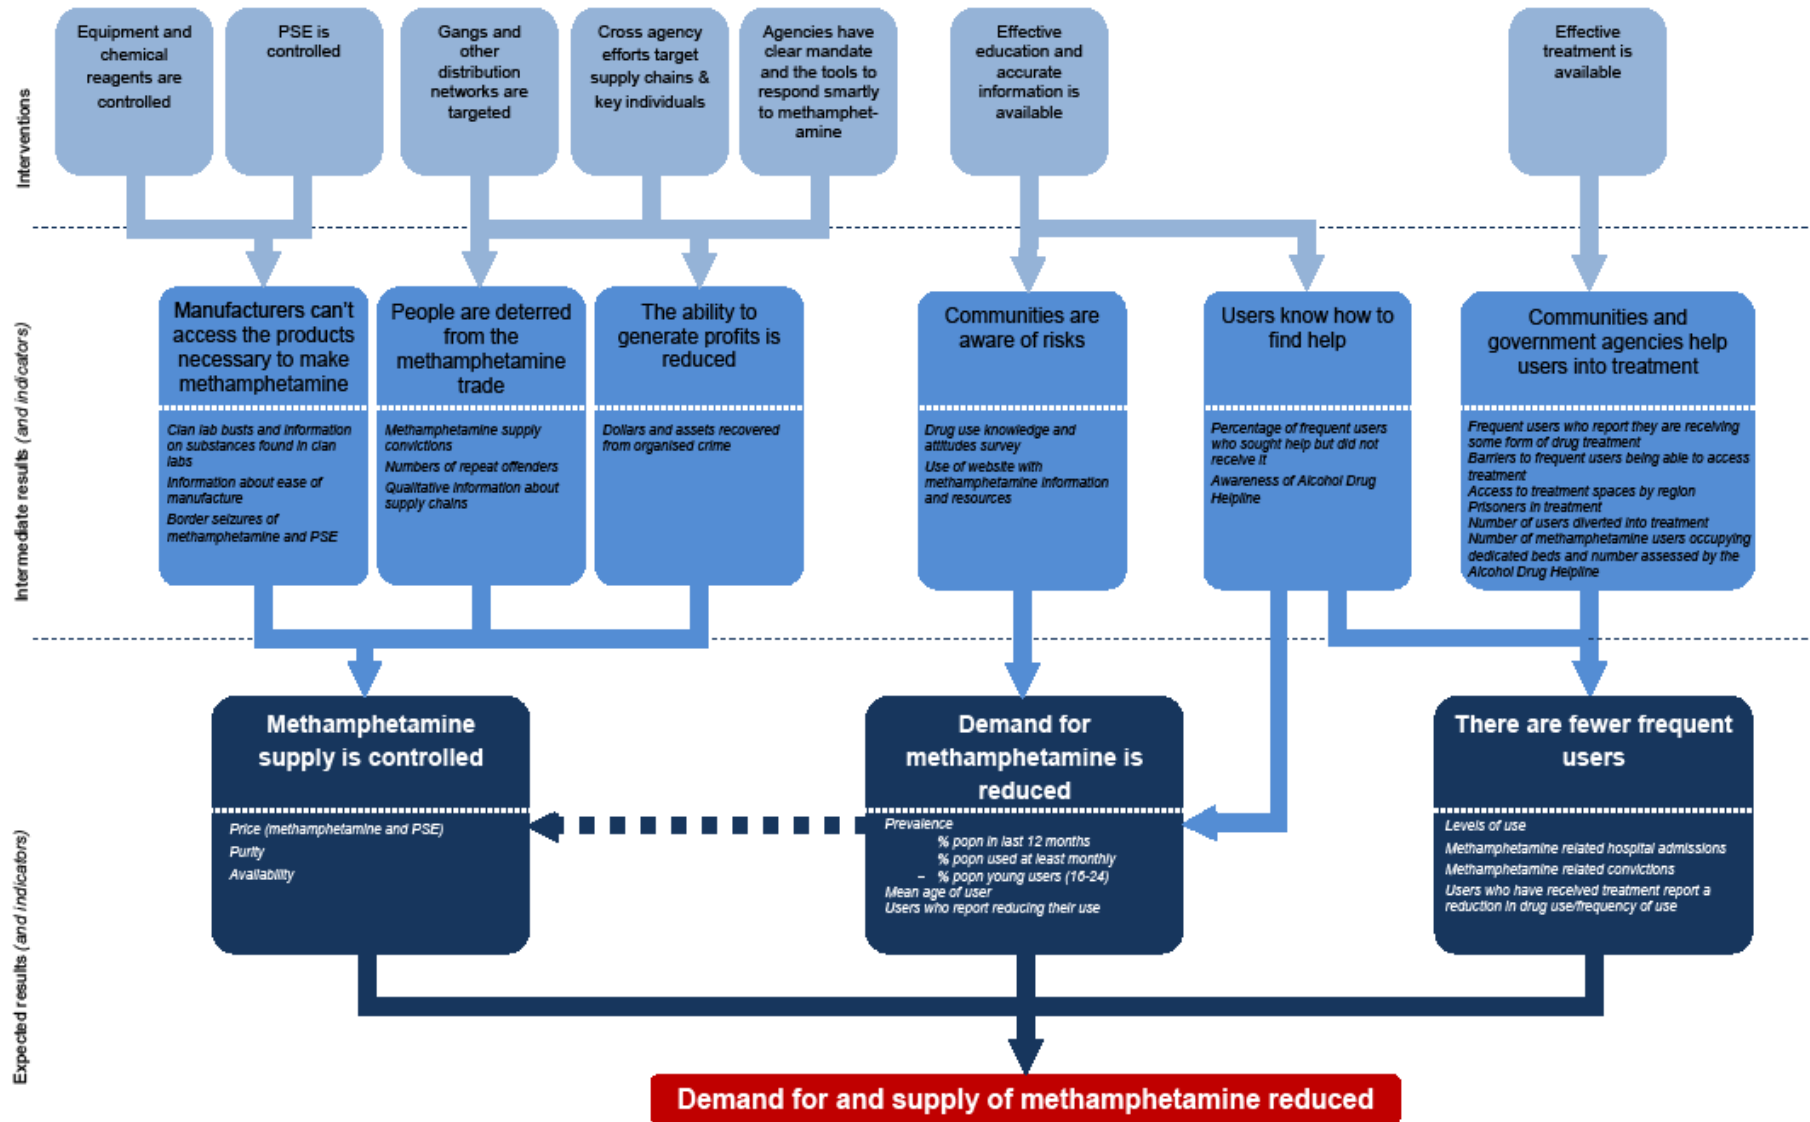 Interventions
Equipment and
chemical
reagents are
controlled
PSE is
controlled
Gangs and
other
distribution
networks are
targeted
Cross agency
efforts target
supply chains &
key individuals
Agencies have
clear mandate
and the tools to
respond smartly
to methamphet-
amine
Effective
education and
accurate
information is
available
Effective
treatment is
available
Intermediate results (and indicators)
Manufacturers can't
access the products
necessary to make
methamphetamine
Clan lab busts and information
on substances found in clan
labs
Information about ease of
manufacture
Border seizures of
methamphetamine and PSE
People are deterred
from the
methamphetamine
trade
Methamphetamine supply
convictions
Numbers of repeat offenders
Qualitative information about
supply chains
The ability to
generate profits is
reduced
Dollars and assets recovered
from organised crime
Communities are
aware of risks
Drug use knowledge and
attitudes survey
Use of website with
methamphetamine information
and resources
Users know how to
find help
Percentage of frequent users
who sought help but did not
receive it
Awareness of Alcohol Drug
Helpline
Communities and
government agencies help
users into treatment
Frequent users who report they are receiving
some form of drug treatment
Barriers to frequent users being able to access
treatment
Access to treatment spaces by region
Prisoners in treatment
Number of users diverted into treatment
Number of methamphetamine users occupying
dedicated beds and number assessed by the
Alcohol Drug Helpline
Expected results (and indicators)
Methamphetamine
supply is controlled
Price (methamphetamine and PSE)
Purity
Availability
Demand for
methamphetamine is
reduced
Prevalence
% popn in last 12 months
% popn used at least monthly
– % popn young users (16-24)
Mean age of user
Users who report reducing their use
There are fewer frequent
users
Levels of use
Methamphetamine related hospital admissions
Methamphetamine related convictions
Users who have received treatment report a
reduction in drug use/frequency of use
Demand for and supply of methamphetamine reduced